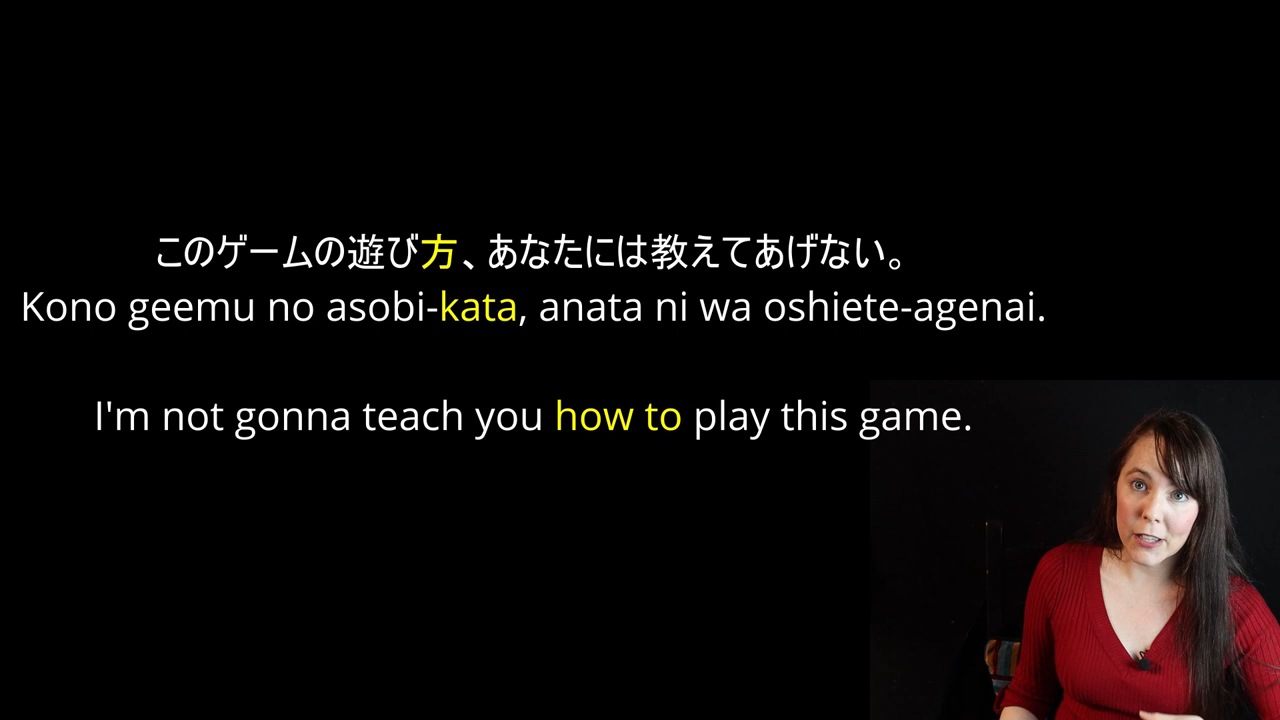 このゲームの遊び方、あなたには教えてあげない。
Kono geemu no asobi-kata, anata ni wa oshiete-agenai.
I'm not gonna teach you how to play this game.